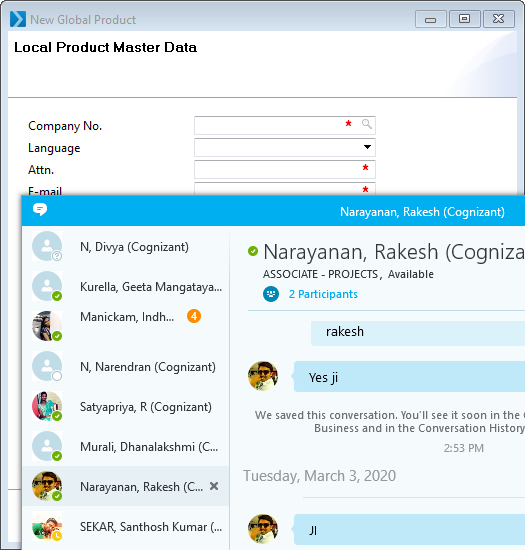 New Global Product
Local Product Master Data
Company No.
*
Language
Attn.
*
E-mail
*
Narayanan, Rakesh (Cognizant)
N, Divya (Cognizant)
Kurella, Geeta Mangataya...
Manickam, Indh...
4
N, Narendran (Cognizant)
Satyapriya, R (Cognizant)
Murali, Dhanalakshmi (C...
Narayanan, Rakesh (C...
SEKAR, Santhosh Kumar (...
Narayanan, Rakesh (Cogniza
ASSOCIATE - PROJECTS, Available
2 Participants
rakesh
Yes ji
We saved this conversation. You'll see it soon in the
Business and in the Conversation History
2:53 PM
Tuesday, March 3, 2020
JI